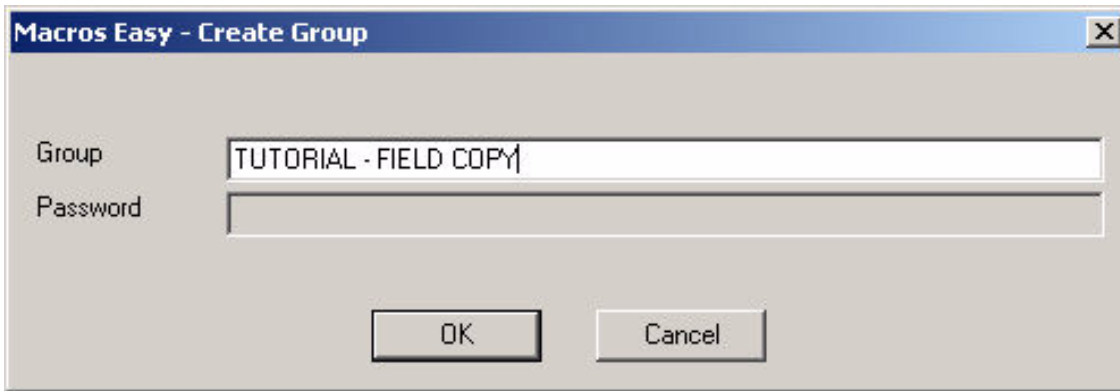 Macros Easy - Create Group
Group
TUTORIAL - FIELD COPY
Password
OK
Cancel